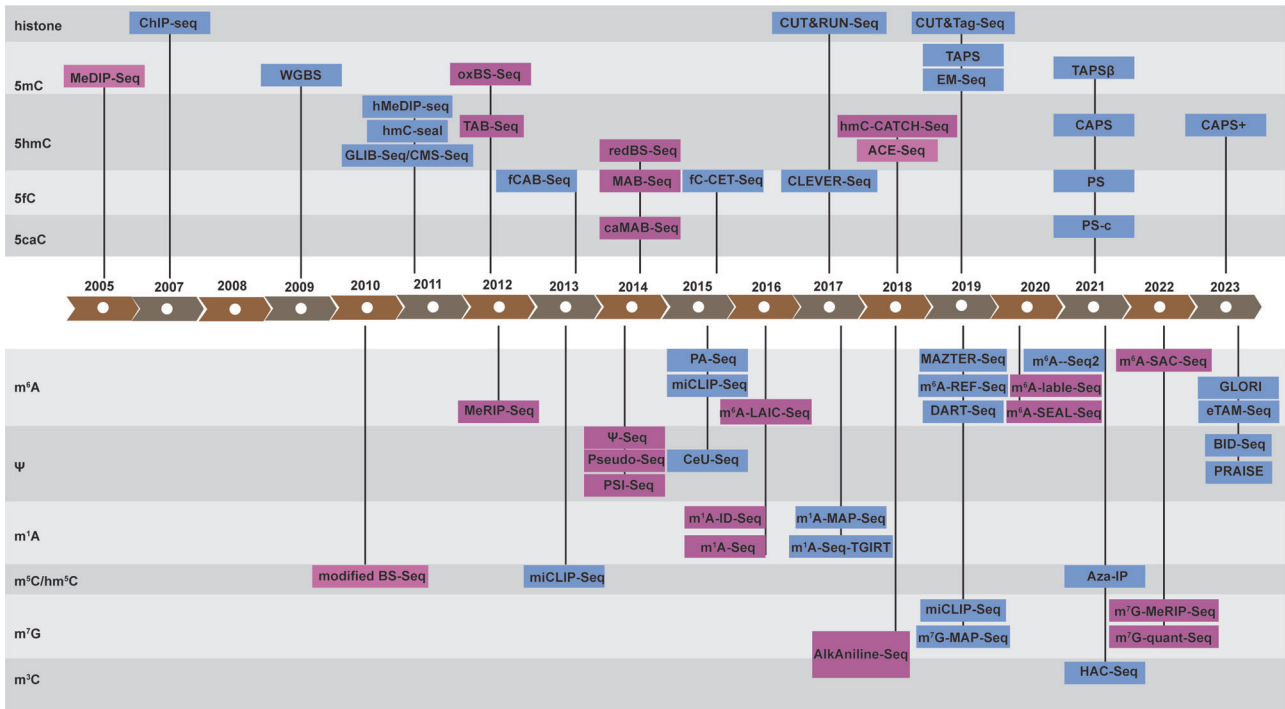 histone ChIP-seq CUT&RUN-Seq CUT&Tag-Seq
TAPS
5mC MeDIP-Seq WGBS oxBS-Seq EM-Seq TAPSβ
hMeDIP-seq
5hmC hmC-seal TAB-Seq hmC-CATCH-Seq CAPS CAPS+
GLIB-Seq/CMS-Seq redBS-Seq ACE-Seq
5fC fCAB-Seq MAB-Seq fC-CET-Seq CLEVER-Seq PS
5caC caMAB-Seq PS-c
2005 2007 2008 2009 2010 2011 2012 2013 2014 2015 2016 2017 2018 2019 2020 2021 2022 2023
PA-Seq MAZTER-Seq m⁶A--Seq2 m⁶A-SAC-Seq
m⁶A miCLIP-Seq m⁶A-REF-Seq m⁶A-lable-Seq GLORI
MeRIP-Seq m⁶A-LAIC-Seq DART-Seq m⁶A-SEAL-Seq eTAM-Seq
Ψ-Seq BID-Seq
Ψ Pseudo-Seq CeU-Seq PRAISE
PSI-Seq
m¹A m¹A-ID-Seq m¹A-MAP-Seq
m¹A-Seq m¹A-Seq-TGIRT
m⁵C/hm⁵C modified BS-Seq miCLIP-Seq Aza-IP
miCLIP-Seq m⁷G-MeRIP-Seq
m⁷G m⁷G-MAP-Seq m⁷G-quant-Seq
AlkAniline-Seq
m³C HAC-Seq